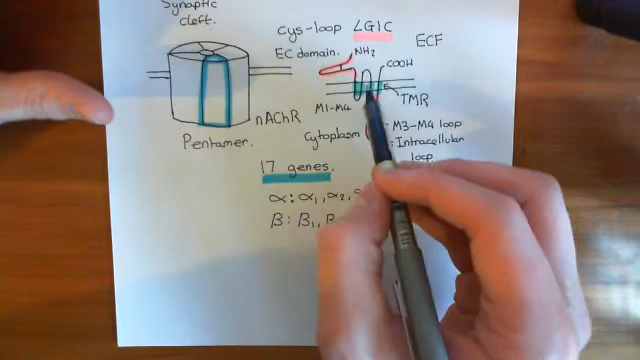 Synaptic
cleft.
cys-loop LGIC
EC domain.
NH2
ECF
COOH
TMR
M1-M4
nAChR
Pentamer.
Cytoplasm
M3-M4 loop
=Intracellular
loop
17 genes.
α: α1, α2,
β: β1,